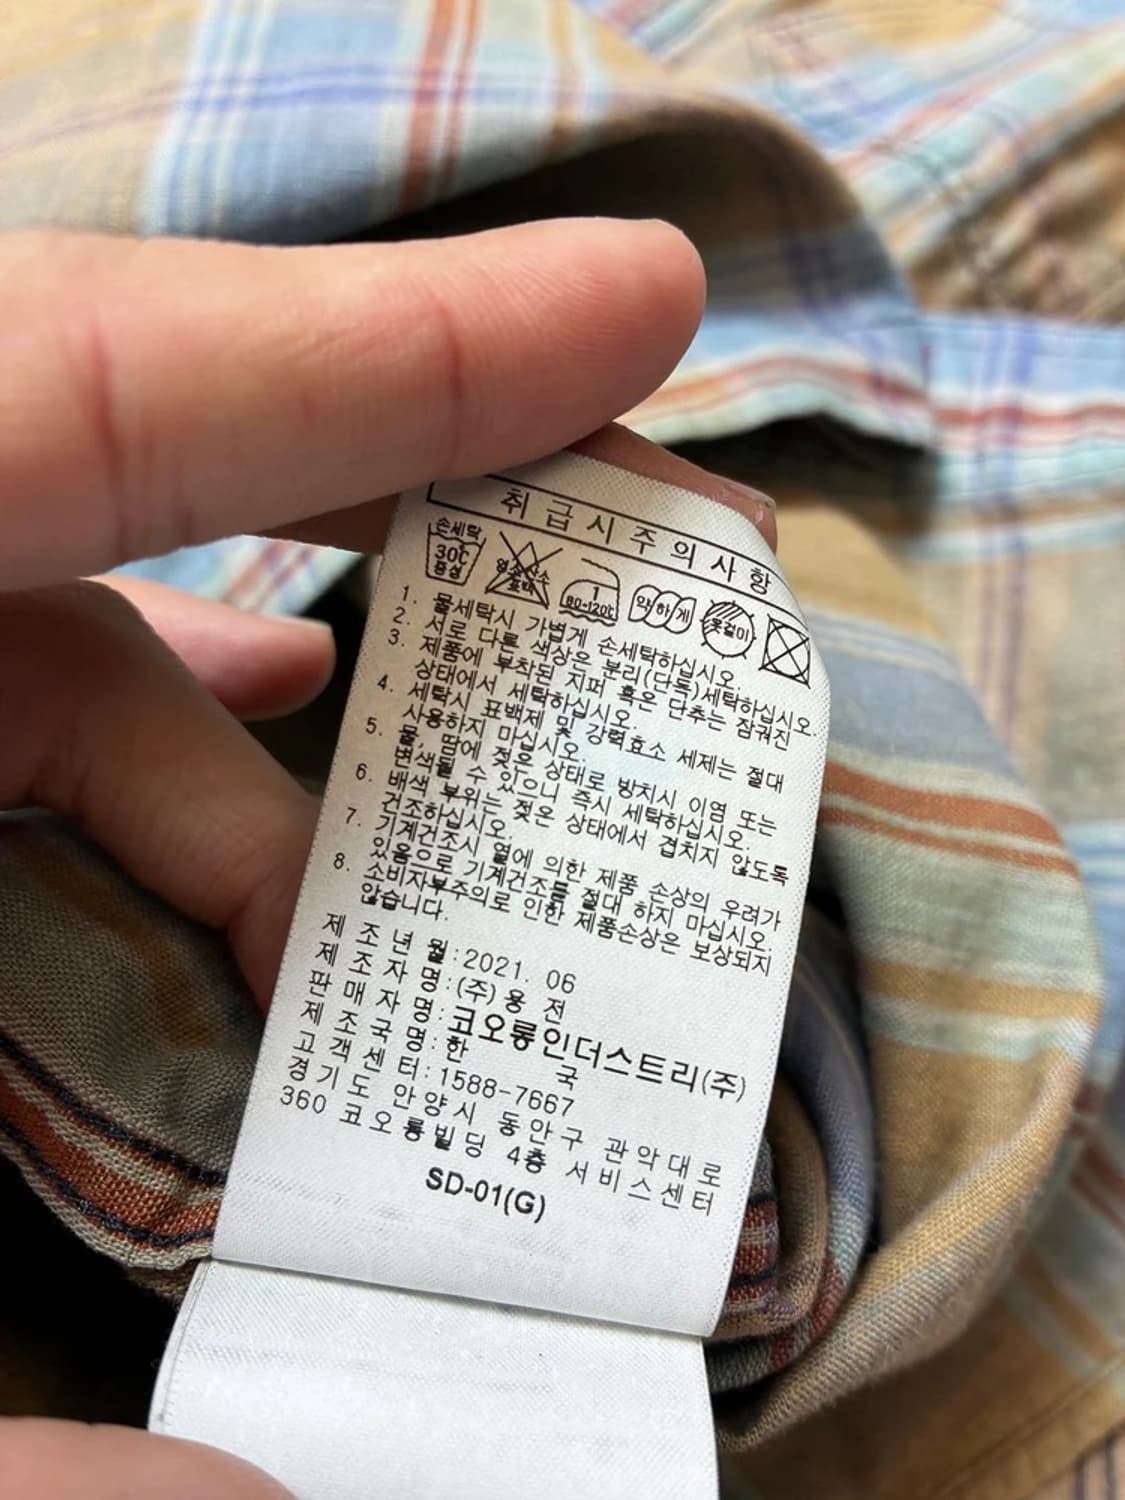 취급시주의사항
손세탁 30℃ 중성
염소산소 표백
1 80-120℃
약하게
옷걸이
1. 물세탁시 가볍게 손세탁하십시오.
2. 서로 다른 색상은 분리(단독)세탁하십시오.
3. 제품에 부착된 지퍼 혹은 단추는 잠궈진
상태에서 세탁하십시오.
4. 세탁시 표백제 및 강력효소 세제는 절대
사용하지 마십시오.
5. 물, 땀에 젖은 상태로 방치시 이염 또는
변색될 수 있으니 즉시 세탁하십시오.
6. 배색 부위는 젖은 상태에서 겹치지 않도록
건조하십시오.
7. 기계건조시 열에 의한 제품 손상의 우려가
있음으로 기계건조를 절대 하지 마십시오.
8. 소비자부주의로 인한 제품손상은 보상되지
않습니다.
제조년월:2021. 06
제조자명:(주)용전
판매자명:코오롱인더스트리(주)
제조국명:한국
고객센터:1588-7667
경기도 안양시 동안구 관악대로
360 코오롱빌딩 4층 서비스센터
SD-01(G)